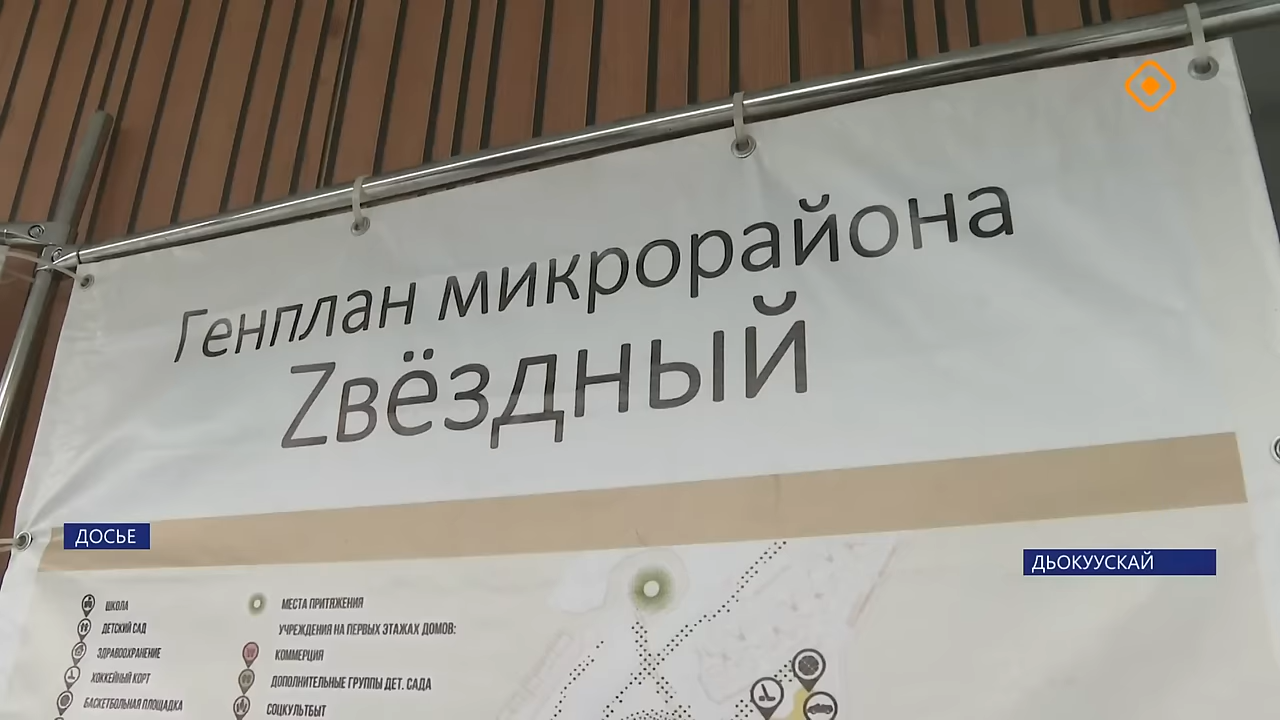 Генплан микрорайона
Zвёздный
ДОСЬЕ
ДЬОКУУСКАЙ
ШКОЛА
ДЕТСКИЙ САД
ЗДРАВООХРАНЕНИЕ
ХОККЕЙНЫЙ КОРТ
БАСКЕТБОЛЬНАЯ ПЛОЩАДКА
МЕСТА ПРИТЯЖЕНИЯ
УЧРЕЖДЕНИЯ НА ПЕРВЫХ ЭТАЖАХ ДОМОВ:
КОММЕРЦИЯ
ДОПОЛНИТЕЛЬНЫЕ ГРУППЫ ДЕТ. САДА
СОЦКУЛЬТБЫТ